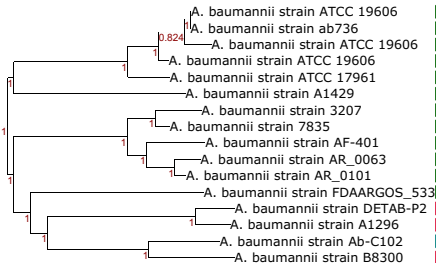 A. baumannii strain ATCC 19606
1
A. baumannii strain ab736
0.824
A. baumannii strain ATCC 19606
1
A. baumannii strain ATCC 19606
1
A. baumannii strain ATCC 17961
1
A. baumannii strain A1429
1
A. baumannii strain 3207
1
A. baumannii strain 7835
1
A. baumannii strain AF-401
1
A. baumannii strain AR_0063
1
A. baumannii strain AR_0101
1
A. baumannii strain FDAARGOS_533
1
A. baumannii strain DETAB-P2
1
A. baumannii strain A1296
1
A. baumannii strain Ab-C102
1
A. baumannii strain B8300
1